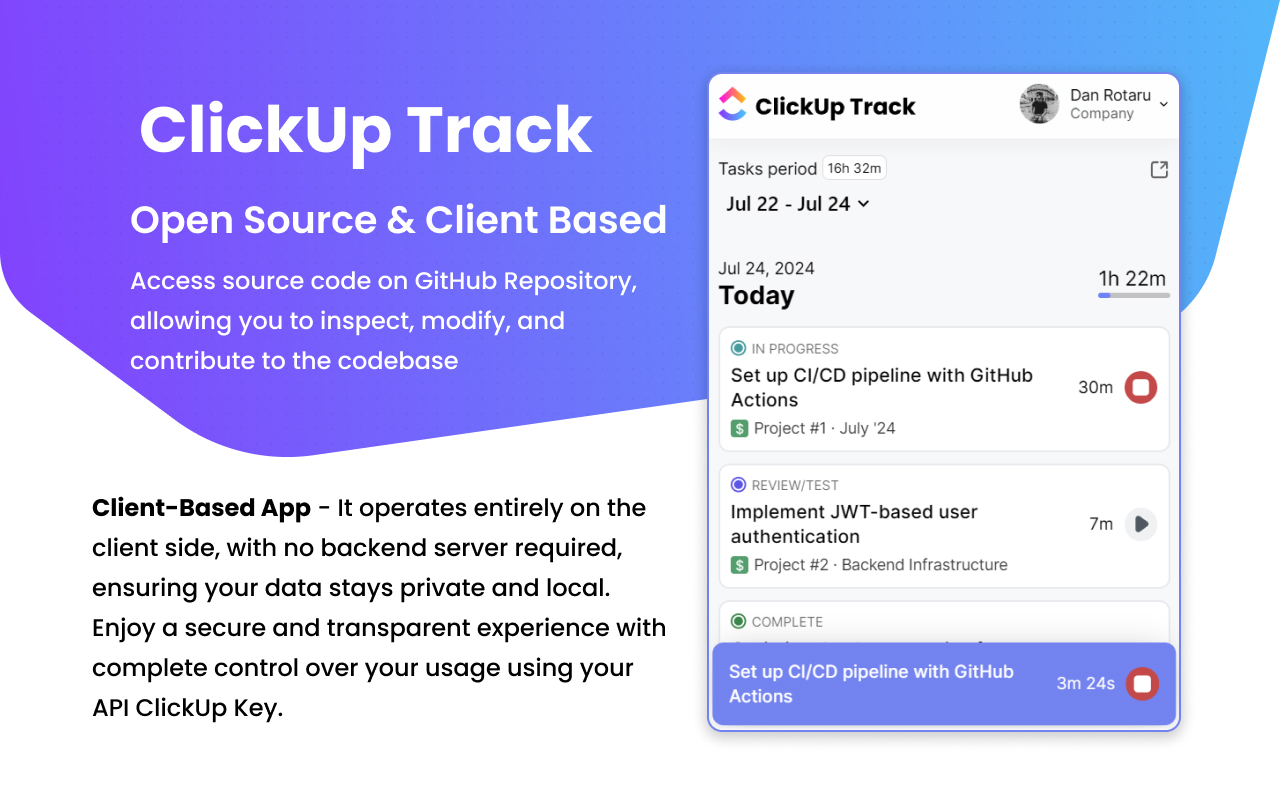 ClickUp Track
Open Source & Client Based
Access source code on GitHub Repository,
allowing you to inspect, modify, and
contribute to the codebase
Client-Based App - It operates entirely on the
client side, with no backend server required,
ensuring your data stays private and local.
Enjoy a secure and transparent experience with
complete control over your usage using your
API ClickUp Key.
ClickUp Track
Dan Rotaru
Company
Tasks period 16h 32m
Jul 22 - Jul 24
Jul 24, 2024
Today
1h 22m
IN PROGRESS
Set up CI/CD pipeline with GitHub
Actions
30m
$ Project #1 · July '24
REVIEW/TEST
Implement JWT-based user
authentication
7m
$ Project #2 · Backend Infrastructure
COMPLETE
Set up CI/CD pipeline with GitHub
Actions
3m 24s